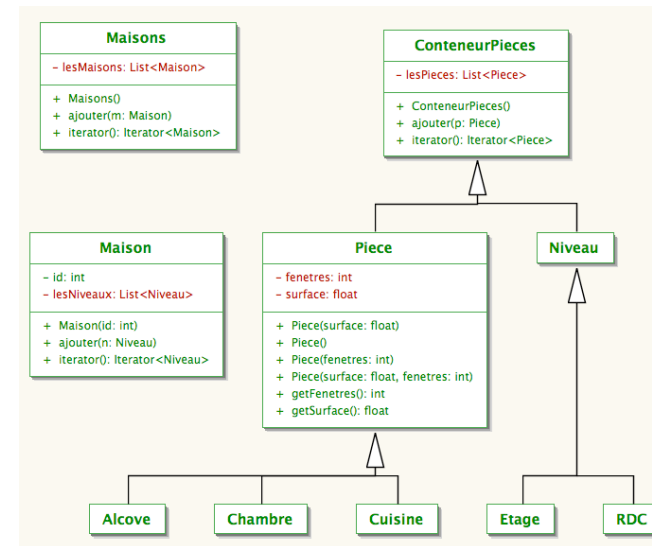 Maisons
- lesMaisons: List<Maison>
+ Maisons()
+ ajouter(m: Maison)
+ iterator(): Iterator<Maison>
ConteneurPieces
- lesPieces: List<Piece>
+ ConteneurPieces()
+ ajouter(p: Piece)
+ iterator(): Iterator<Piece>
Maison
- id: int
- lesNiveaux: List<Niveau>
+ Maison(id: int)
+ ajouter(n: Niveau)
+ iterator(): Iterator<Niveau>
Piece
- fenetres: int
- surface: float
+ Piece(surface: float)
+ Piece()
+ Piece(fenetres: int)
+ Piece(surface: float, fenetres: int)
+ getFenetres(): int
+ getSurface(): float
Niveau
Alcove
Chambre
Cuisine
Etage
RDC